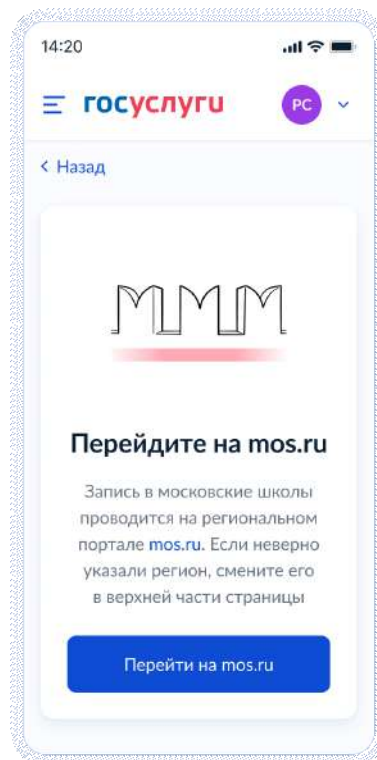 14:20
госуслуги
РС
Назад
Перейдите на mos.ru
Запись в московские школы
проводится на региональном
портале mos.ru. Если неверно
указали регион, смените его
в верхней части страницы
Перейти на mos.ru